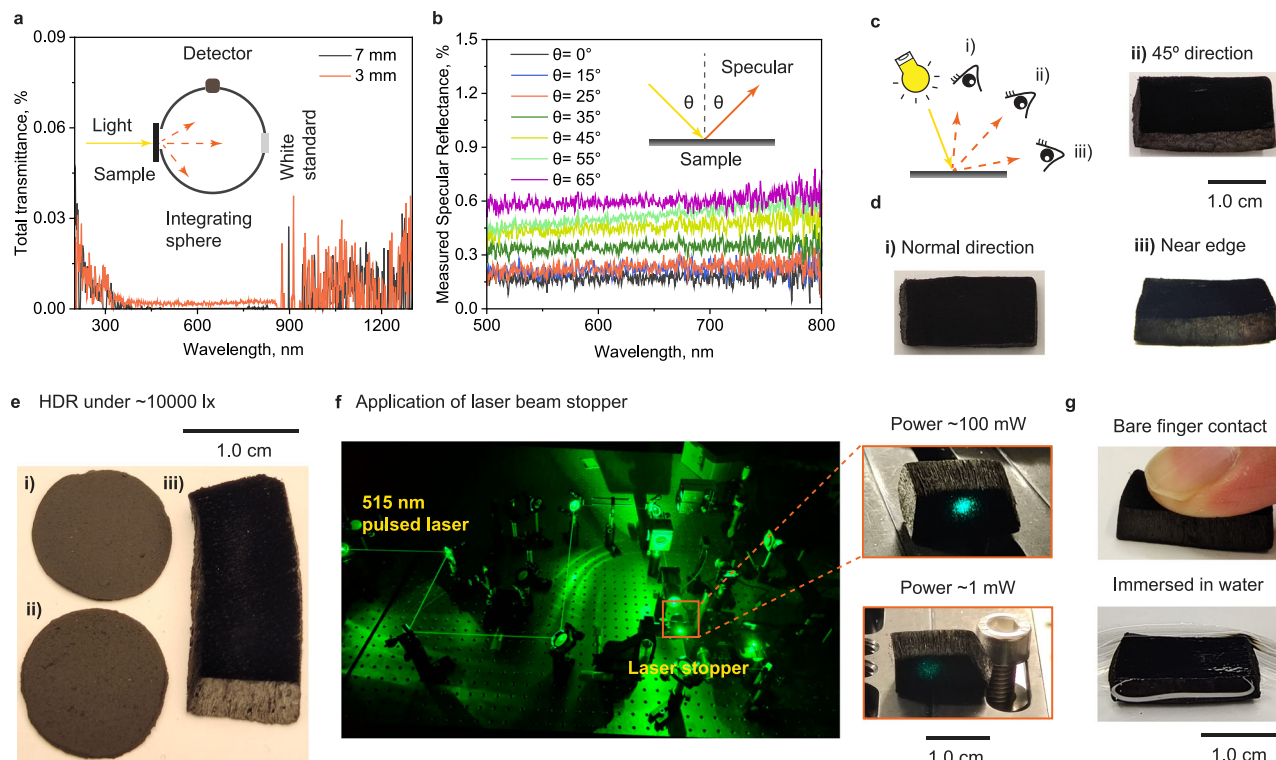 a
0.09
0.06
0.03
0.00
Total transmittance, %
Detector
7 mm
3 mm
Light
Sample
White
standard
Integrating
sphere
300
600
900
1200
Wavelength, nm
b
1.5
1.2
0.9
0.6
0.3
0.0
Measured Specular Reflectance, %
θ= 0°
θ= 15°
θ= 25°
θ= 35°
θ= 45°
θ= 55°
θ= 65°
Specular
θ θ
Sample
500
600
700
800
Wavelength, nm
c
i)
ii)
iii)
ii) 45º direction
1.0 cm
d
i) Normal direction
iii) Near edge
e HDR under ~10000 lx
1.0 cm
i)
ii)
iii)
f Application of laser beam stopper
515 nm
pulsed laser
Laser stopper
Power ~100 mW
Power ~1 mW
1.0 cm
g
Bare finger contact
Immersed in water
1.0 cm